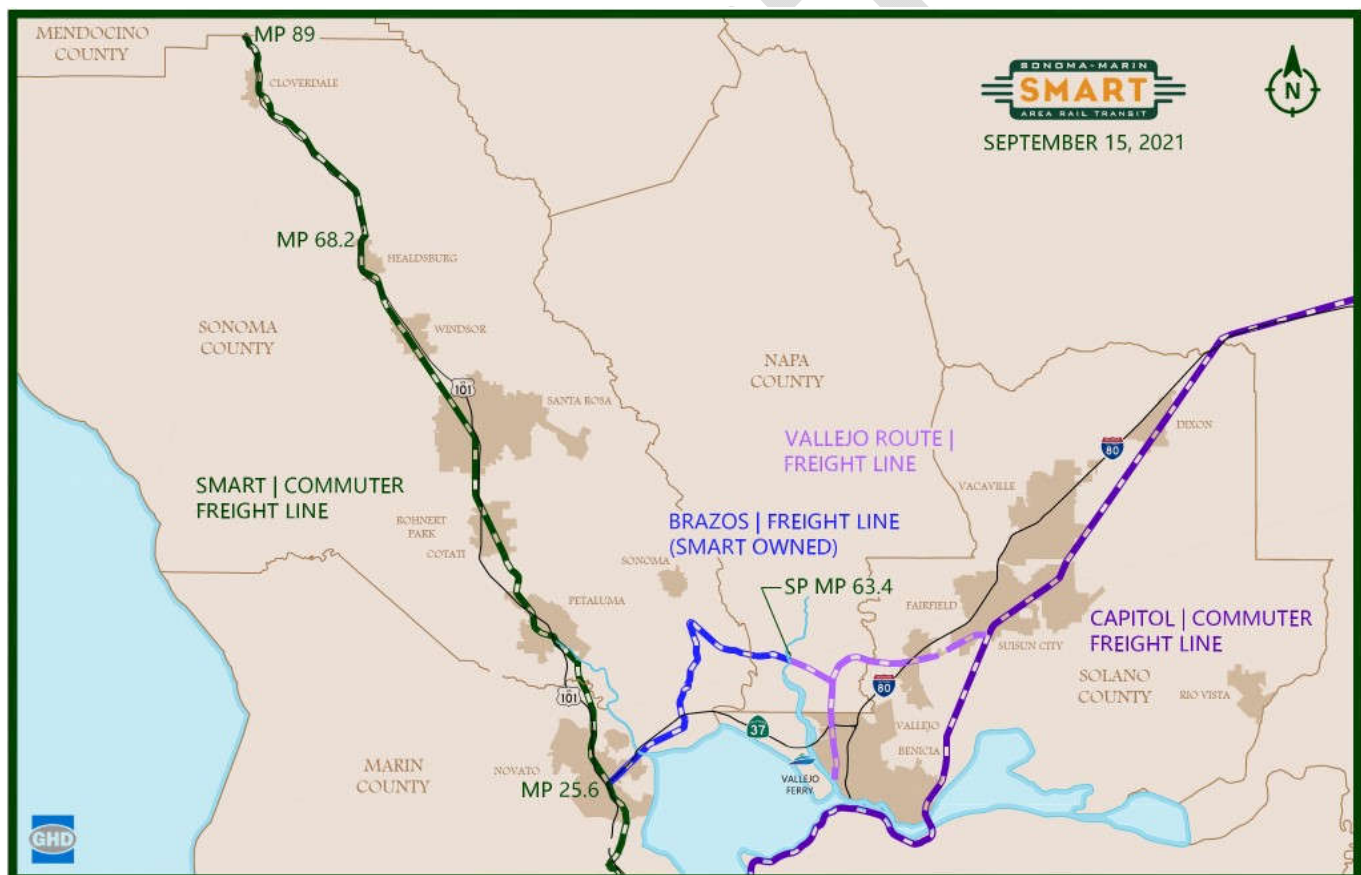 MENDOCINO
COUNTY
MP 89
CLOVERDALE
SONOMA-MARIN
SMART
AREA RAIL TRANSIT
SEPTEMBER 15, 2021
N
MP 68.2
HEALDSBURG
SONOMA
COUNTY
WINDSOR
NAPA
COUNTY
101
SANTA ROSA
DIXON
80
VALLEJO ROUTE |
FREIGHT LINE
SMART | COMMUTER
FREIGHT LINE
VACAVILLE
ROHNERT
PARK
COTATI
BRAZOS | FREIGHT LINE
(SMART OWNED)
SONOMA
SP MP 63.4
PETALUMA
FAIRFIELD
CAPITOL | COMMUTER
FREIGHT LINE
SUISUN CITY
SOLANO
COUNTY
RIO VISTA
101
80
37
VALLEJO
BENICIA
MARIN
COUNTY
NOVATO
MP 25.6
VALLEJO
FERRY
GHD